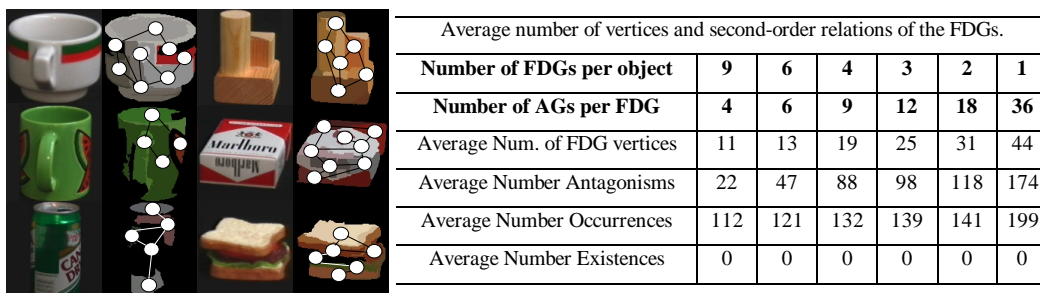 Marlboro
Marlboro
CAN
DR
Average number of vertices and second-order relations of the FDGs.
Number of FDGs per object 9 6 4 3 2 1
Number of AGs per FDG 4 6 9 12 18 36
Average Num. of FDG vertices 11 13 19 25 31 44
Average Number Antagonisms 22 47 88 98 118 174
Average Number Occurrences 112 121 132 139 141 199
Average Number Existences 0 0 0 0 0 0